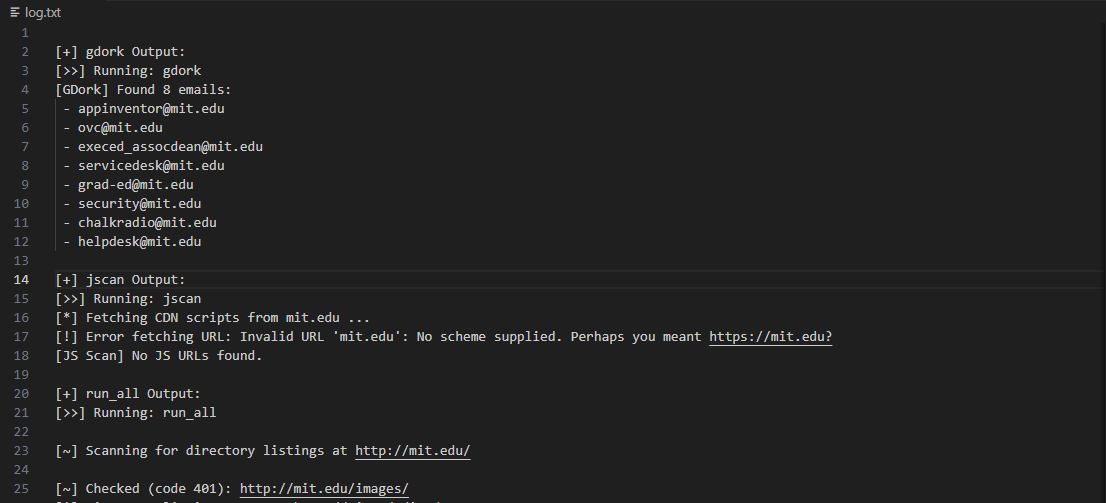 log.txt
1
2 [+] gdork Output:
3 [>>] Running: gdork
4 [GDork] Found 8 emails:
5 - appinventor@mit.edu
6 - ovc@mit.edu
7 - execed_assocdean@mit.edu
8 - servicedesk@mit.edu
9 - grad-ed@mit.edu
10 - security@mit.edu
11 - chalkradio@mit.edu
12 - helpdesk@mit.edu
13
14 [+] jscan Output:
15 [>>] Running: jscan
16 [*] Fetching CDN scripts from mit.edu ...
17 [!] Error fetching URL: Invalid URL 'mit.edu': No scheme supplied. Perhaps you meant https://mit.edu?
18 [JS Scan] No JS URLs found.
19
20 [+] run_all Output:
21 [>>] Running: run_all
22
23 [~] Scanning for directory listings at http://mit.edu/
24
25 [~] Checked (code 401): http://mit.edu/images/